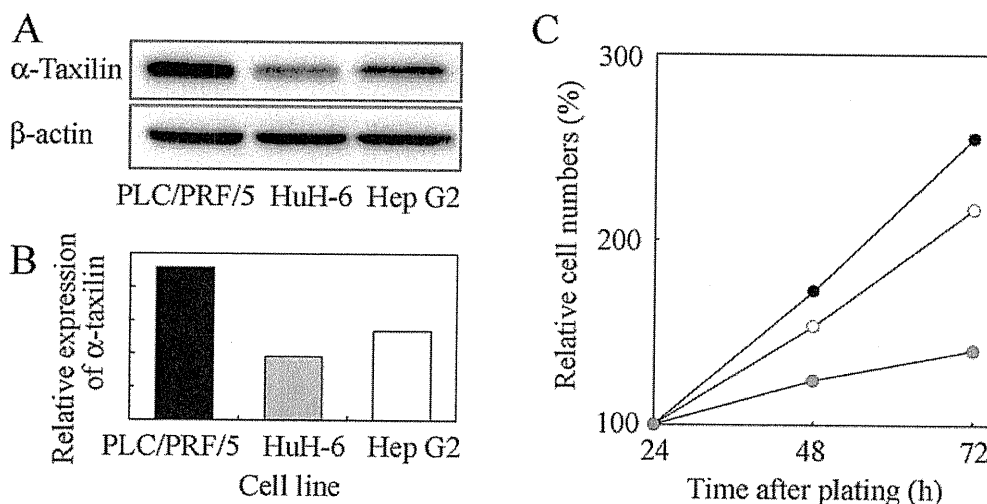 A
α-Taxilin
β-actin
PLC/PRF/5 HuH-6 Hep G2
B
Relative expression
of α-taxilin
PLC/PRF/5 HuH-6 Hep G2
Cell line
C
Relative cell numbers (%)
300
200
100
24 48 72
Time after plating (h)